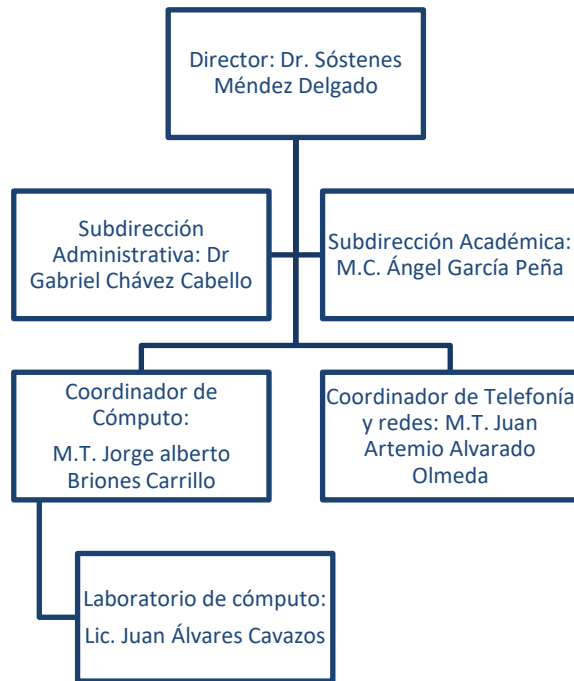 Director: Dr. Sóstenes
Méndez Delgado
Subdirección
Administrativa: Dr
Gabriel Chávez Cabello
Subdirección Académica:
M.C. Ángel García Peña
Coordinador de
Cómputo:
M.T. Jorge alberto
Briones Carrillo
Coordinador de Telefonía
y redes: M.T. Juan
Artemio Alvarado
Olmeda
Laboratorio de cómputo:
Lic. Juan Álvares Cavazos